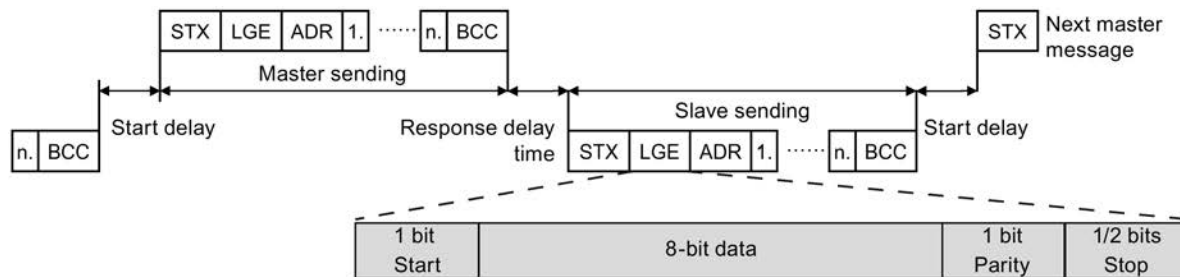 STX LGE ADR 1. ...... n. BCC
STX
Next master
message
Master sending
Slave sending
Start delay
Response delay
time
Start delay
n. BCC
STX LGE ADR 1. ...... n. BCC
1 bit
Start
8-bit data
1 bit
Parity
1/2 bits
Stop